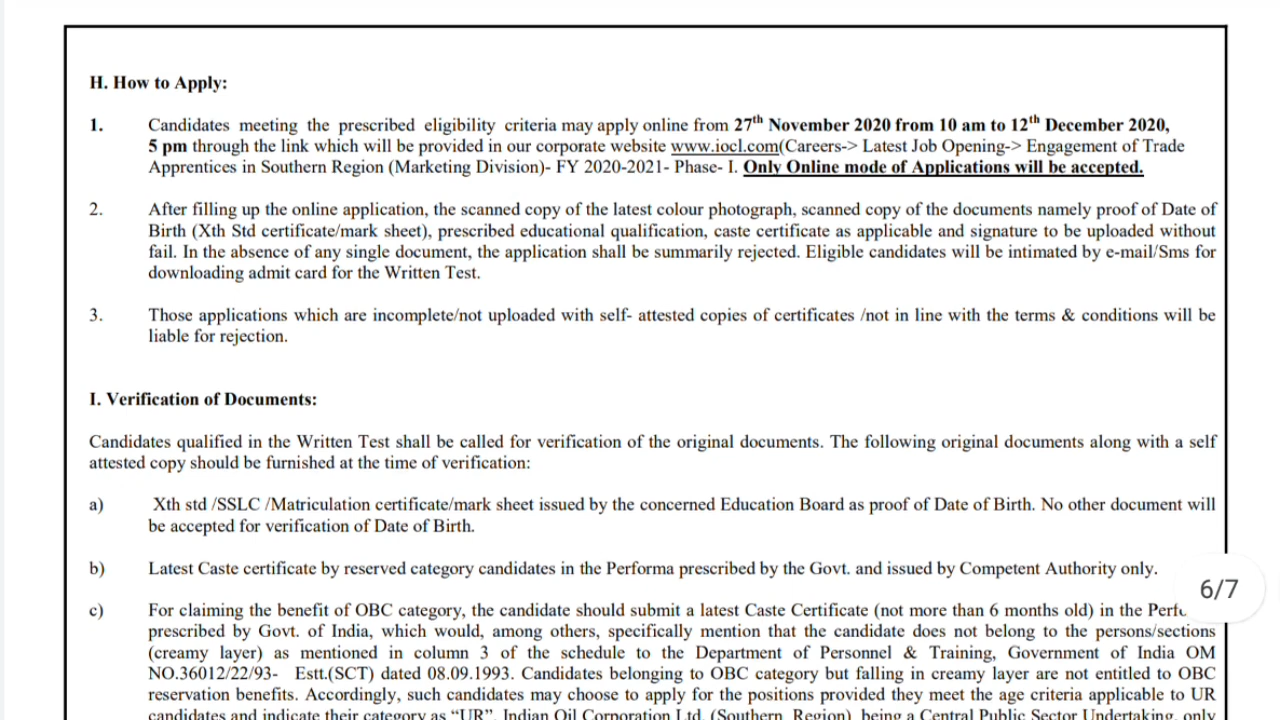 H. How to Apply:
1. Candidates meeting the prescribed eligibility criteria may apply online from 27th November 2020 from 10 am to 12th December 2020,
5 pm through the link which will be provided in our corporate website www.iocl.com(Careers-> Latest Job Opening-> Engagement of Trade
Apprentices in Southern Region (Marketing Division)- FY 2020-2021- Phase- I. Only Online mode of Applications will be accepted.
2. After filling up the online application, the scanned copy of the latest colour photograph, scanned copy of the documents namely proof of Date of
Birth (Xth Std certificate/mark sheet), prescribed educational qualification, caste certificate as applicable and signature to be uploaded without
fail. In the absence of any single document, the application shall be summarily rejected. Eligible candidates will be intimated by e-mail/Sms for
downloading admit card for the Written Test.
3. Those applications which are incomplete/not uploaded with self- attested copies of certificates /not in line with the terms & conditions will be
liable for rejection.
I. Verification of Documents:
Candidates qualified in the Written Test shall be called for verification of the original documents. The following original documents along with a self
attested copy should be furnished at the time of verification:
a) Xth std /SSLC /Matriculation certificate/mark sheet issued by the concerned Education Board as proof of Date of Birth. No other document will
be accepted for verification of Date of Birth.
b) Latest Caste certificate by reserved category candidates in the Performa prescribed by the Govt. and issued by Competent Authority only.
6/7
c) For claiming the benefit of OBC category, the candidate should submit a latest Caste Certificate (not more than 6 months old) in the
prescribed by Govt. of India, which would, among others, specifically mention that the candidate does not belong to the persons/sections
(creamy layer) as mentioned in column 3 of the schedule to the Department of Personnel & Training, Government of India OM
NO.36012/22/93- Estt.(SCT) dated 08.09.1993. Candidates belonging to OBC category but falling in creamy layer are not entitled to OBC
reservation benefits. Accordingly, such candidates may choose to apply for the positions provided they meet the age criteria applicable to UR
candidates and indicate their category as “UR”. Indian Oil Corporation Ltd. (Southern Region) being a Central Public Sector Undertaking, only